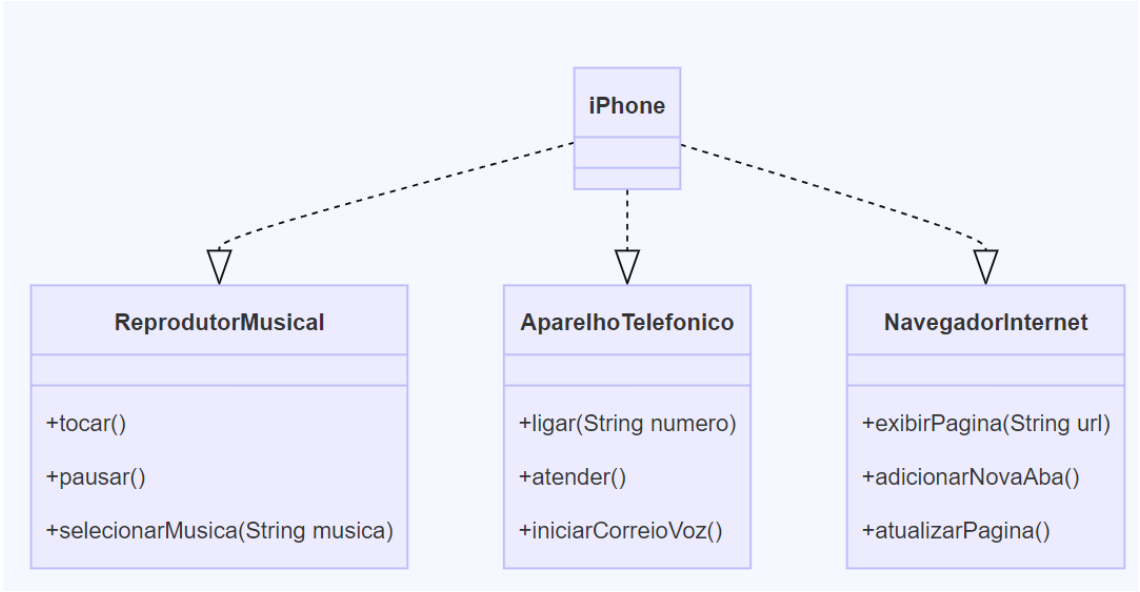 iPhone
ReprodutorMusical
+tocar()
+pausar()
+selecionarMusica(String musica)
AparelhoTelefonico
+ligar(String numero)
+atender()
+iniciarCorreioVoz()
NavegadorInternet
+exibirPagina(String url)
+adicionarNovaAba()
+atualizarPagina()